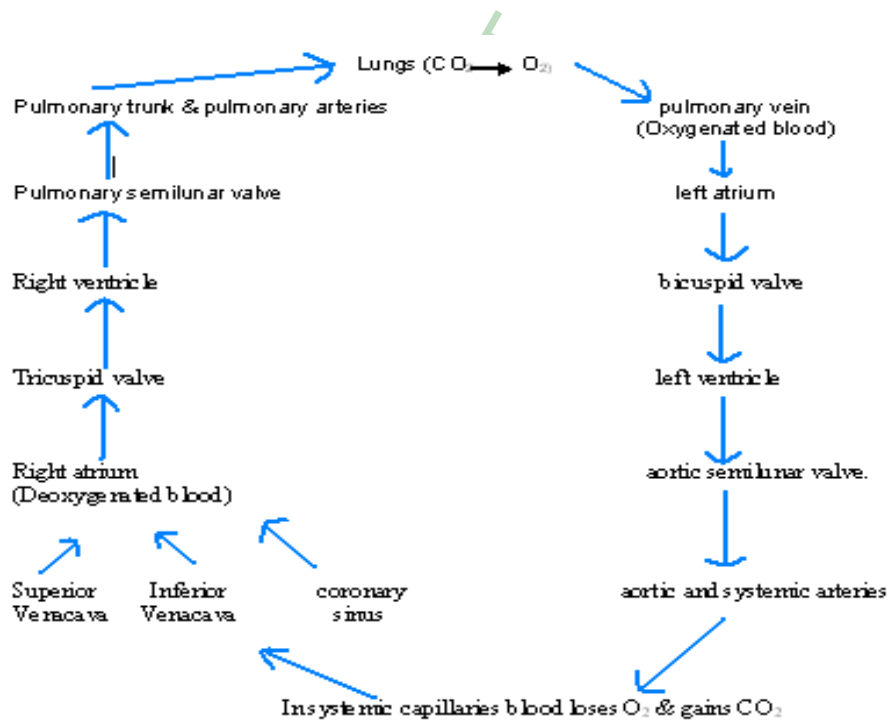 Lungs (CO₂ → O₂)
Pulmonary trunk & pulmonary arteries
pulmonary vein
(Oxygenated blood)
Pulmonary semilunar valve
left atrium
Right ventricle
bicuspid valve
Tricuspid valve
left ventricle
Right atrium
(Deoxygenated blood)
aortic semilunar valve.
Superior
Venacava
Inferior
Venacava
coronary
sinus
aortic and systemic arteries
In systemic capillaries blood loses O₂ & gains CO₂